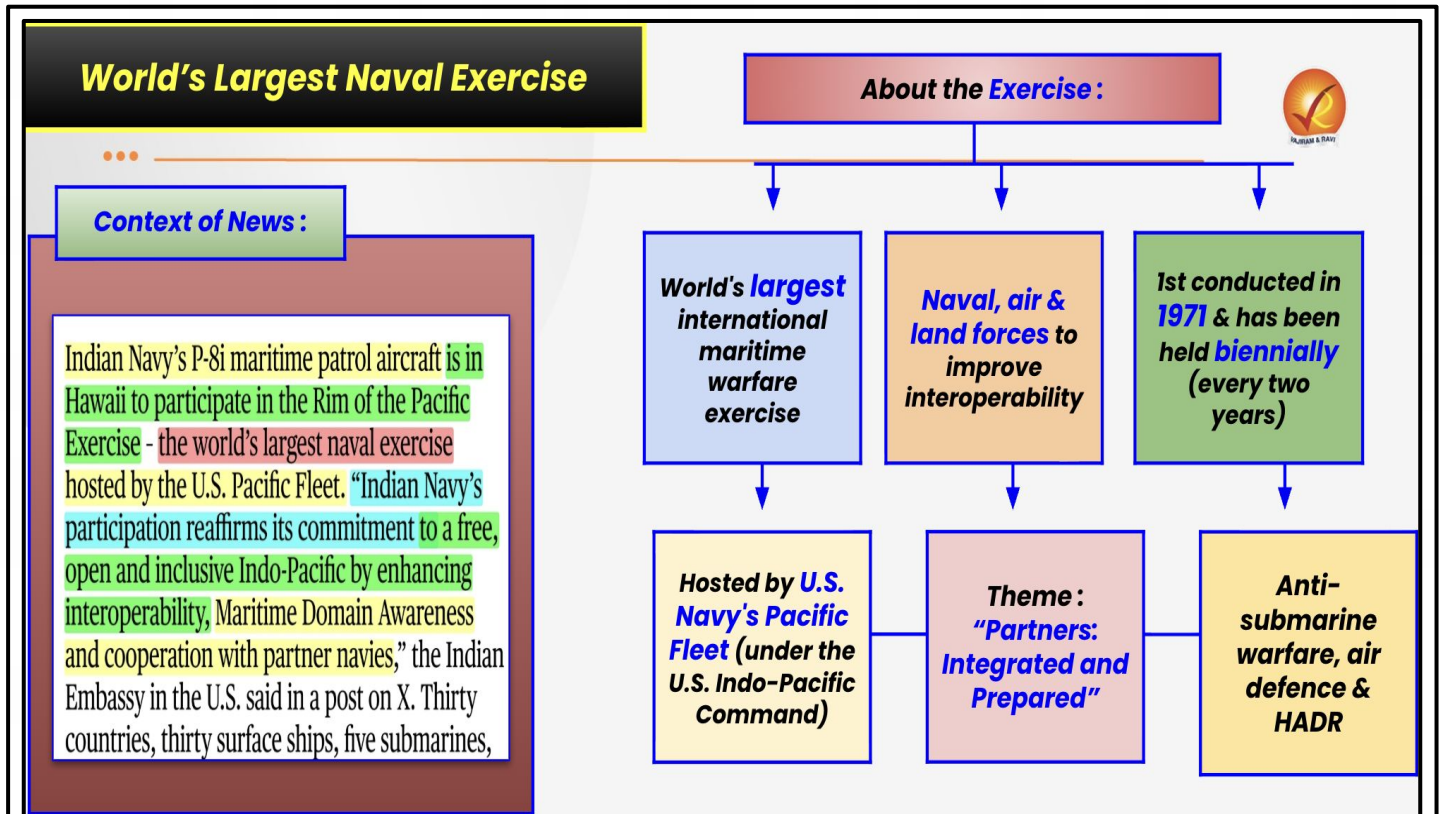 World's Largest Naval Exercise
About the Exercise :
VAJIRAM & RAVI
Context of News :
Indian Navy's P-8i maritime patrol aircraft is in
Hawaii to participate in the Rim of the Pacific
Exercise - the world's largest naval exercise
hosted by the U.S. Pacific Fleet. “Indian Navy's
participation reaffirms its commitment to a free,
open and inclusive Indo-Pacific by enhancing
interoperability, Maritime Domain Awareness
and cooperation with partner navies,” the Indian
Embassy in the U.S. said in a post on X. Thirty
countries, thirty surface ships, five submarines,
World's largest
international
maritime
warfare
exercise
Naval, air &
land forces to
improve
interoperability
1st conducted in
1971 & has been
held biennially
(every two
years)
Hosted by U.S.
Navy's Pacific
Fleet (under the
U.S. Indo-Pacific
Command)
Theme :
“Partners:
Integrated and
Prepared”
Anti-
submarine
warfare, air
defence &
HADR